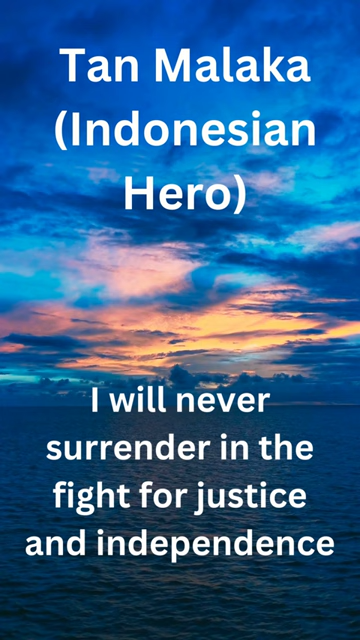 Tan Malaka
(Indonesian
Hero)
I will never
surrender in the
fight for justice
and independence